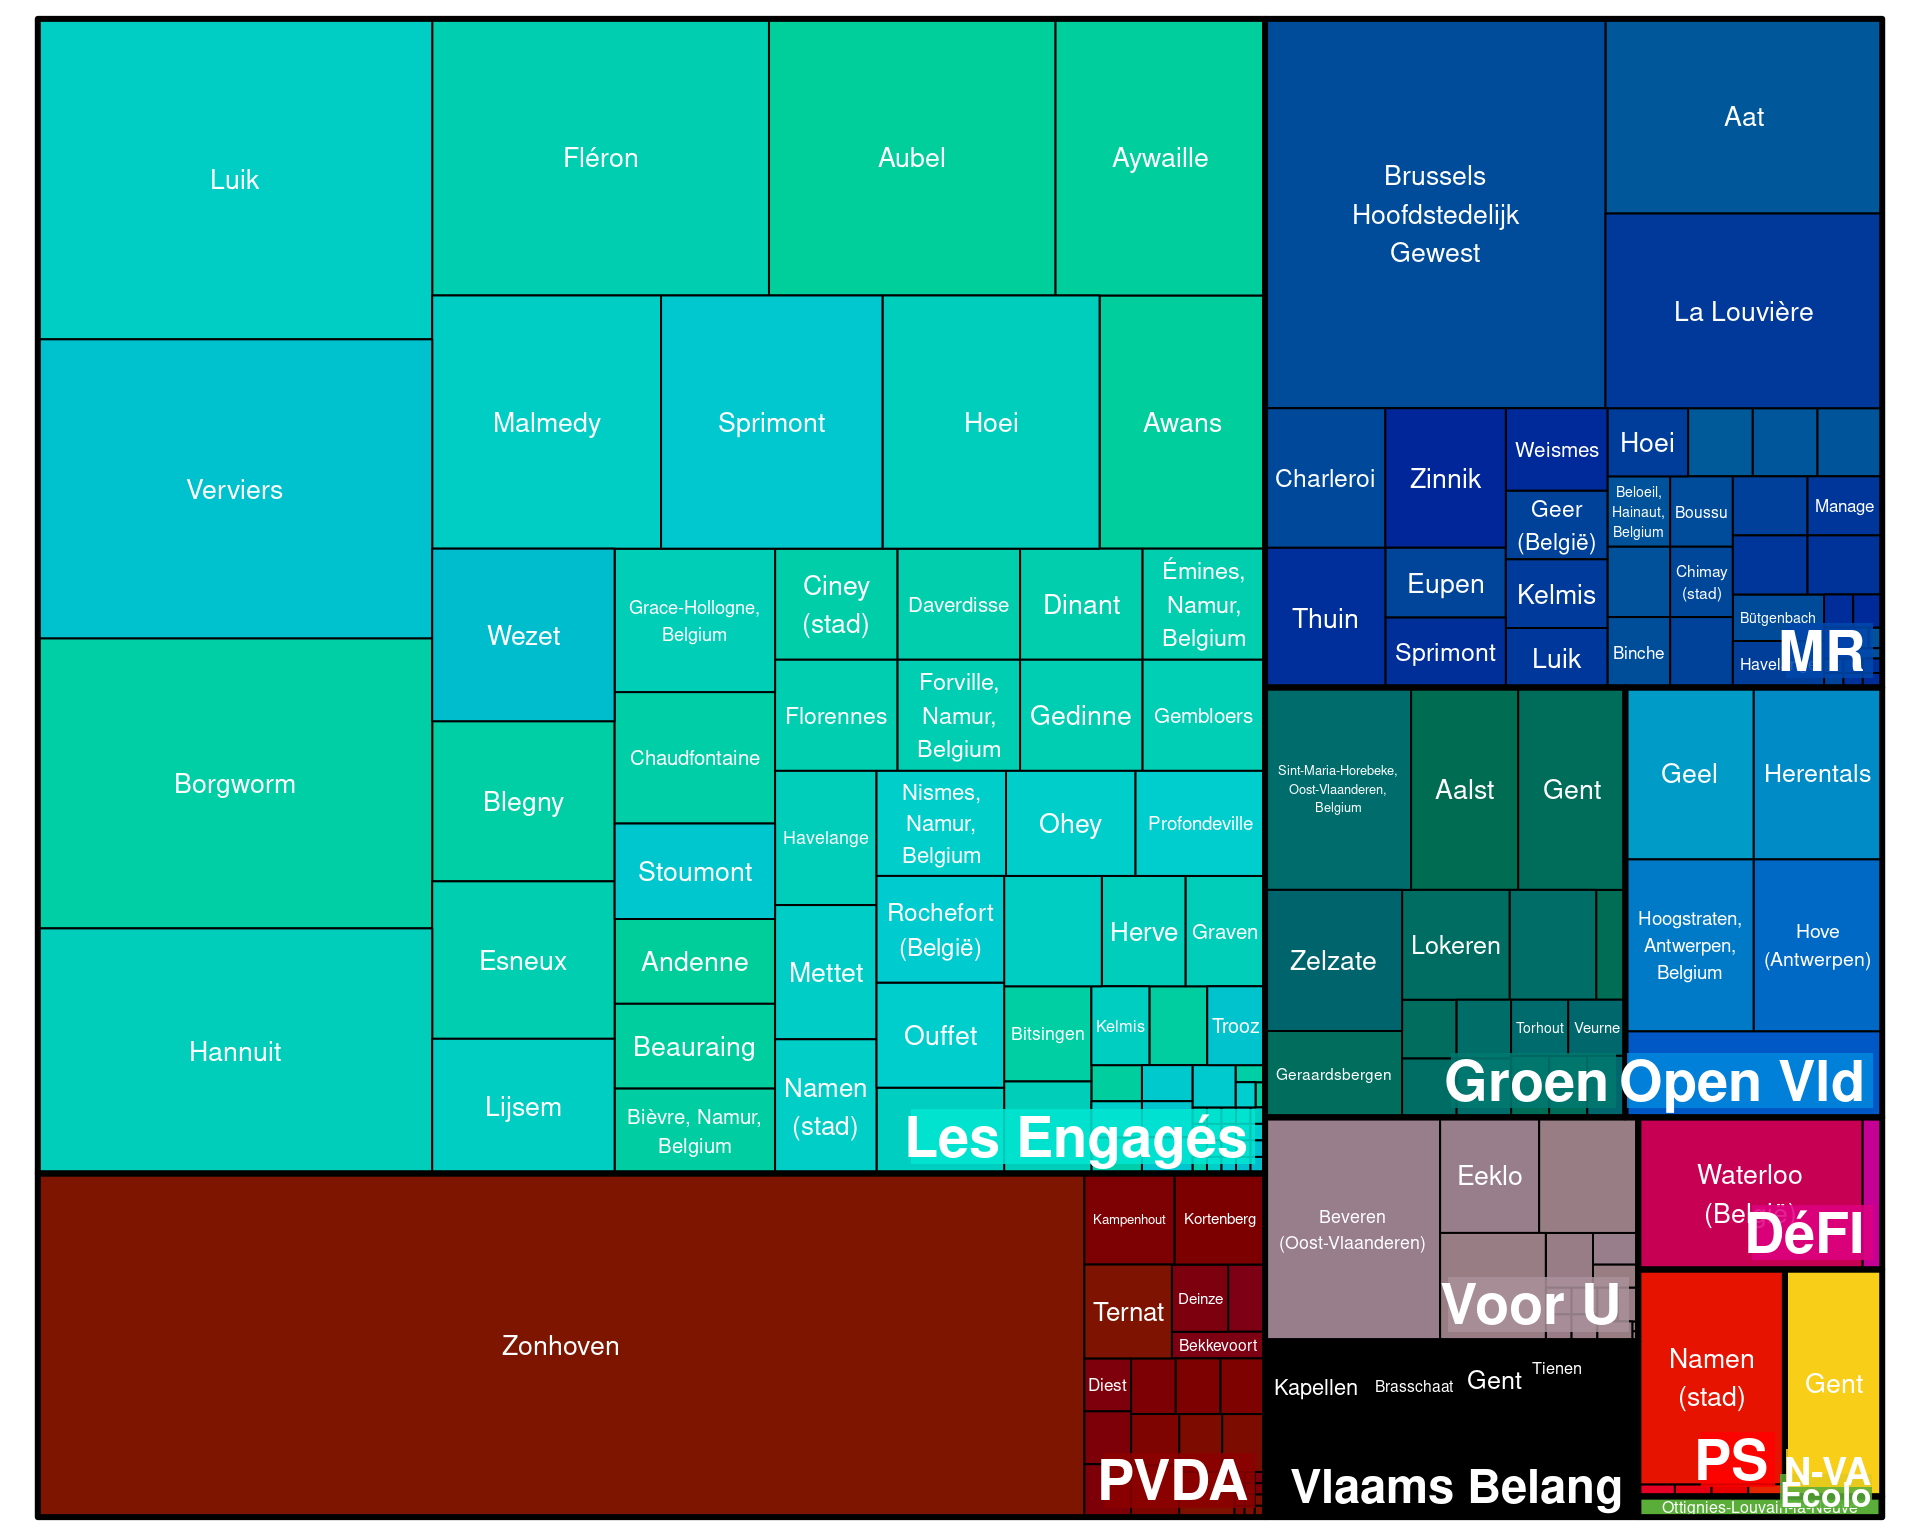 Luik
Verviers
Borgworm
Hannuit
Fléron
Aubel
Aywaille
Malmedy
Sprimont
Hoei
Awans
Wezet
Blegny
Esneux
Lijsem
Grace-Hollogne,
Belgium
Chaudfontaine
Stoumont
Andenne
Beauraing
Bièvre, Namur,
Belgium
Ciney
(stad)
Daverdisse
Dinant
Émines,
Namur,
Belgium
Florennes
Forville,
Namur,
Belgium
Gedinne
Gembloers
Havelange
Mettet
Namen
(stad)
Nismes,
Namur,
Belgium
Ohey
Profondeville
Rochefort
(België)
Ouffet
Herve
Graven
Bitsingen
Kelmis
Trooz
Les Engagés
Zonhoven
Kampenhout
Kortenberg
Ternat
Deinze
Bekkevoort
Diest
PVDA
Brussels
Hoofdstedelijk
Gewest
Aat
La Louvière
Charleroi
Zinnik
Thuin
Eupen
Sprimont
Weismes
Geer
(België)
Kelmis
Luik
Hoei
Beloeil,
Hainaut,
Belgium
Boussu
Manage
Chimay
(stad)
Binche
Bütgenbach
MR
Sint-Maria-Horebeke,
Oost-Vlaanderen,
Belgium
Aalst
Gent
Zelzate
Lokeren
Geraardsbergen
Torhout
Veurne
Groen
Geel
Herentals
Hoogstraten,
Antwerpen,
Belgium
Hove
(Antwerpen)
Open Vld
Beveren
(Oost-Vlaanderen)
Eeklo
Voor U
Waterloo
(België)
DéFI
Kapellen
Brasschaat
Gent
Tienen
Vlaams Belang
Namen
(stad)
PS
Gent
N-VA
Ecolo
Ottignies-Louvain-la-Neuve